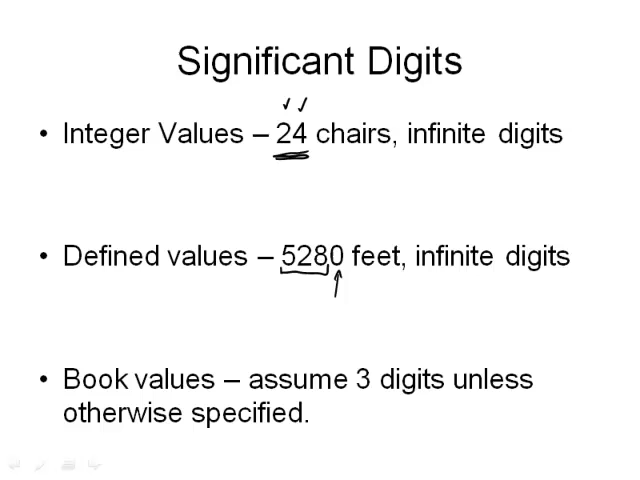 Significant Digits
• Integer Values – 24 chairs, infinite digits
• Defined values – 5280 feet, infinite digits
• Book values – assume 3 digits unless
otherwise specified.